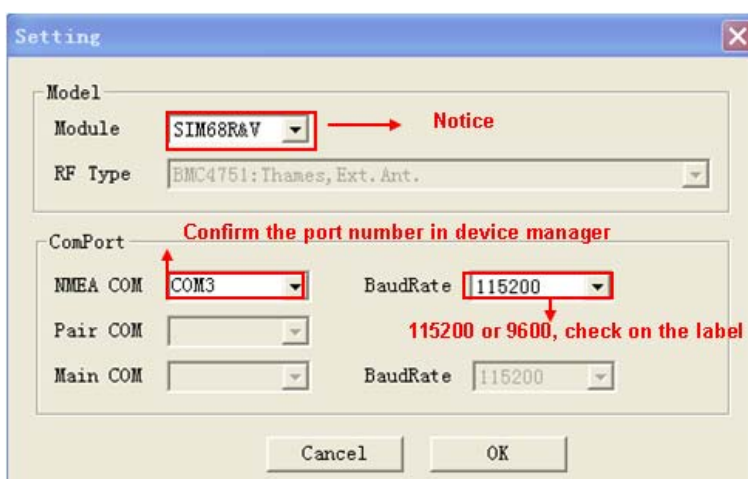 Setting
Model
Module SIM68R&V Notice
RF Type BMC4751:Thames,Ext.Ant.
ComPort Confirm the port number in device manager
NMEA COM COM3 BaudRate 115200
Pair COM 115200 or 9600, check on the label
Main COM BaudRate 115200
Cancel OK